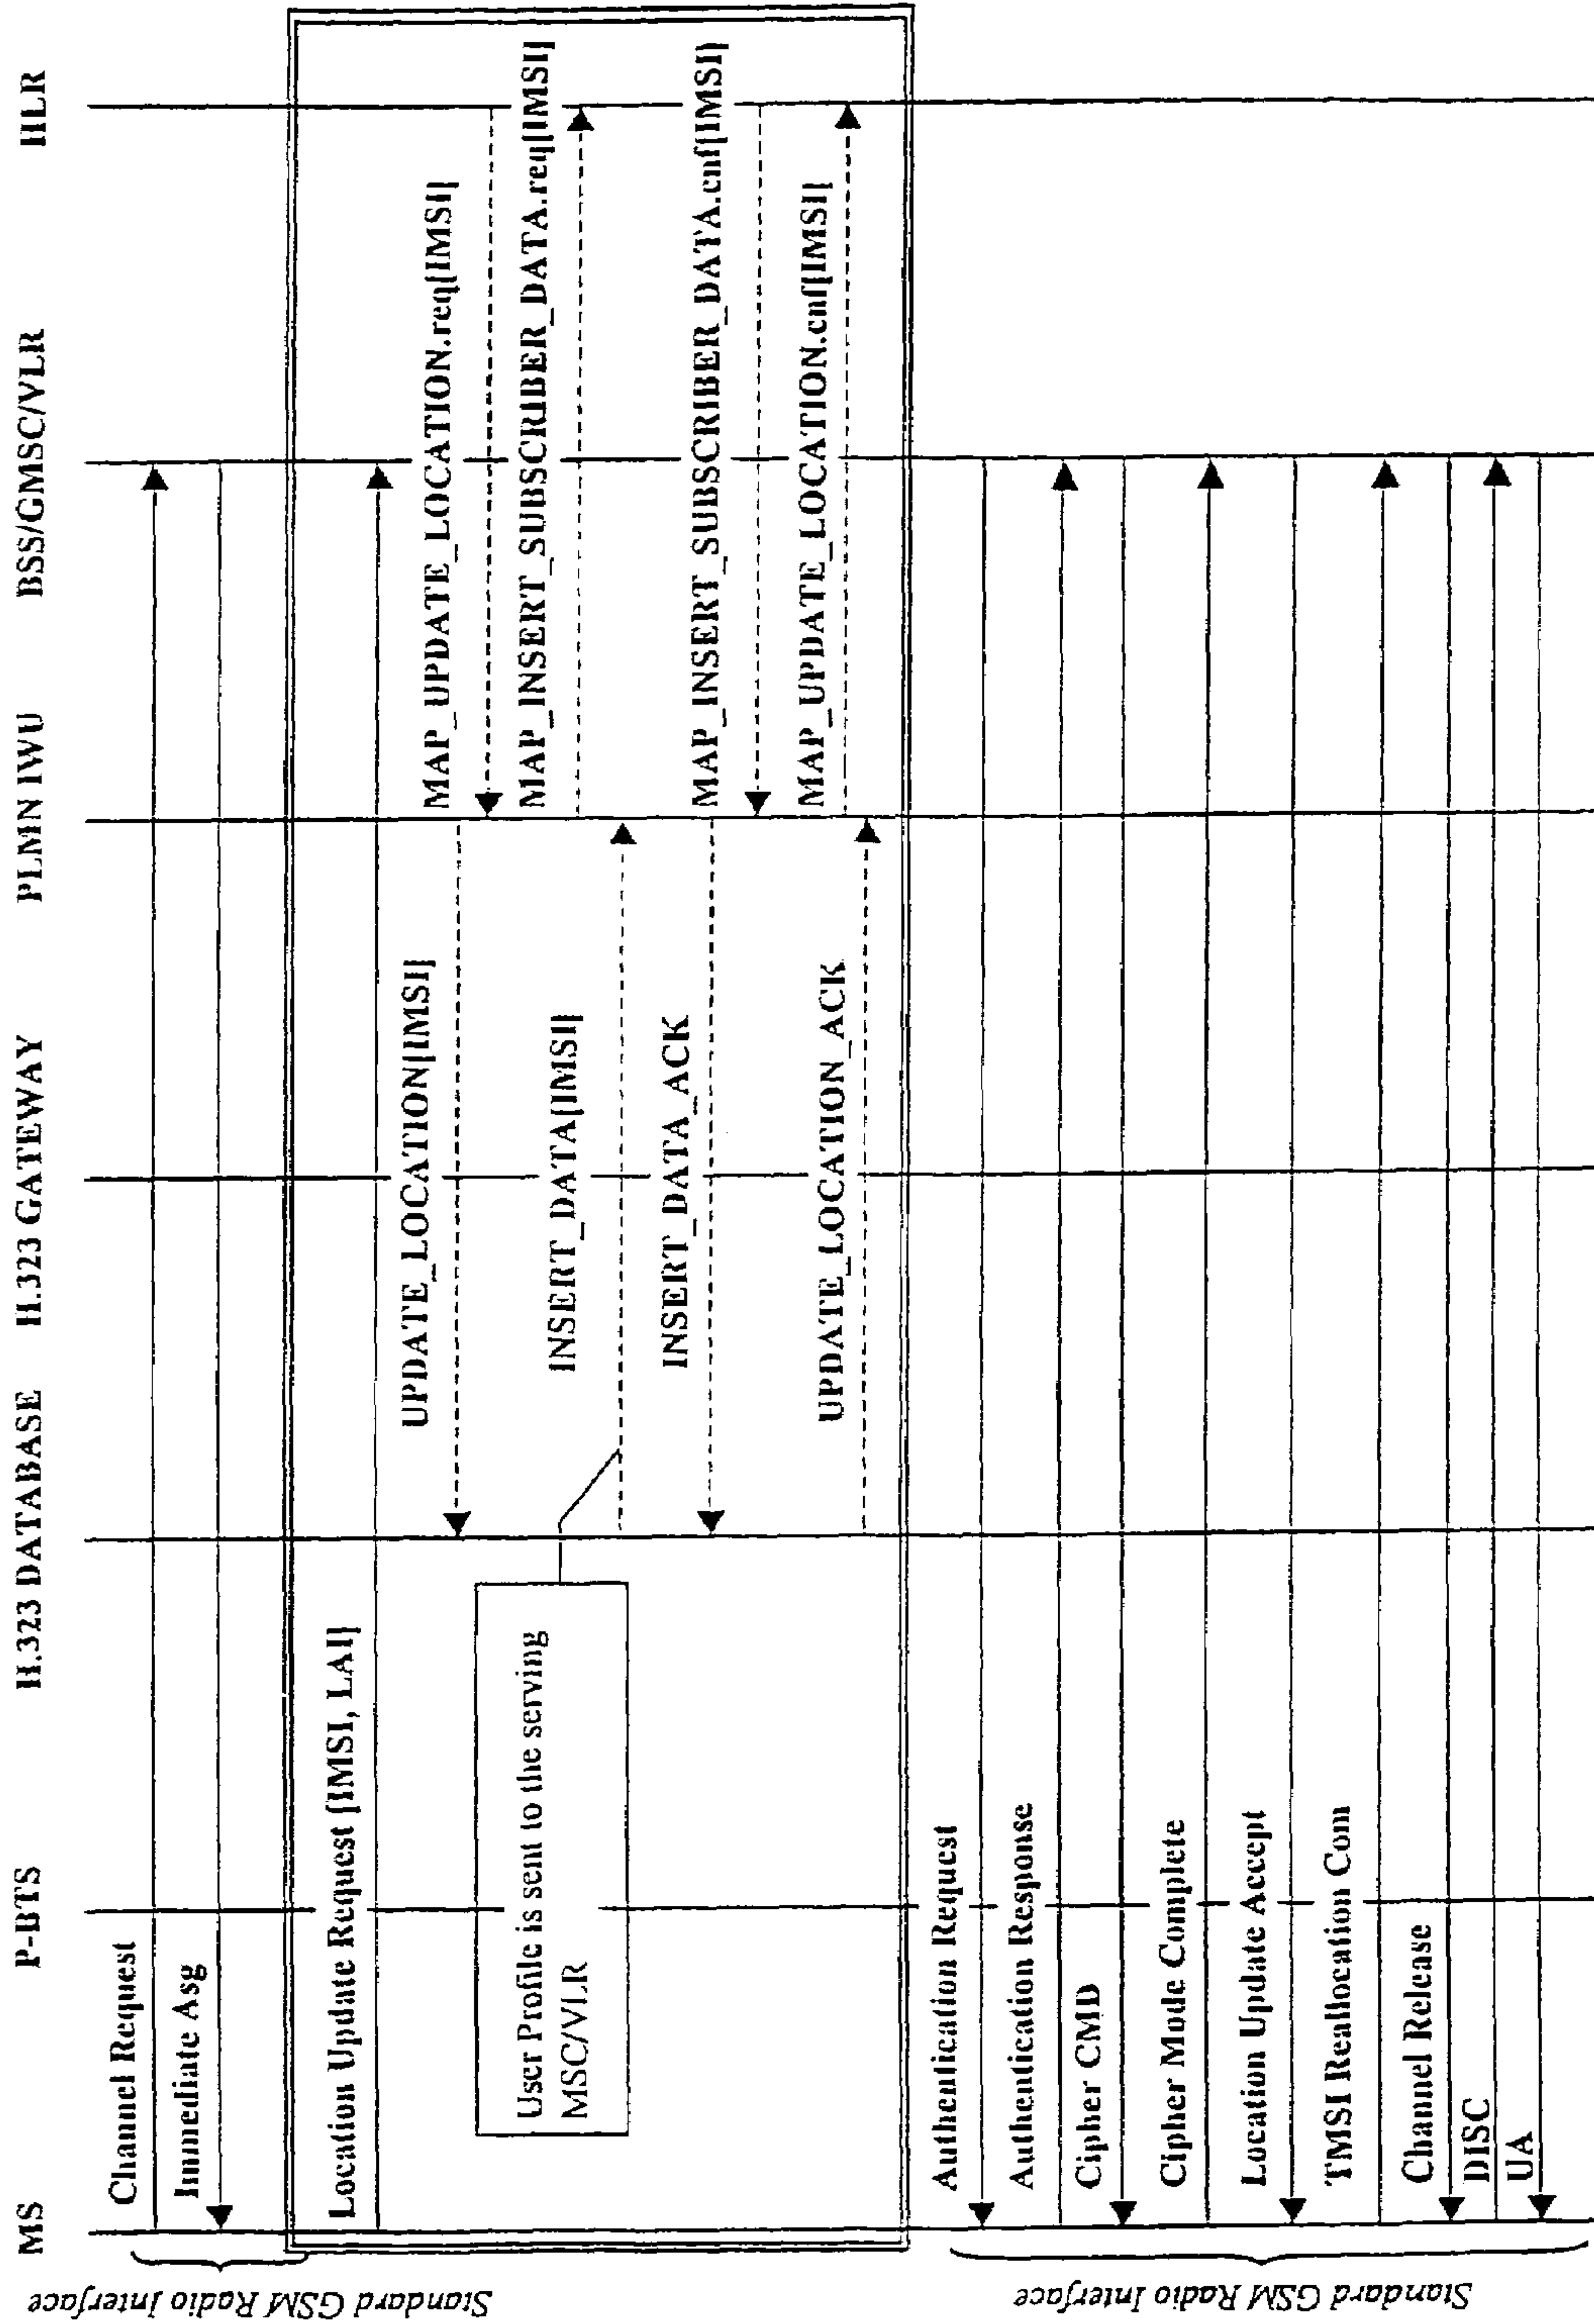 MS
P-BTS
H.323 DATABASE
H.323 GATEWAY
PLMN IWU
BSS/GMSC/VLR
HLR
Channel Request
Immediate Asg
Standard GSM Radio Interface
Location Update Request [IMSI, LAI]
UPDATE_LOCATION[IMSI]
MAP_UPDATE_LOCATION.req[IMSI]
MAP_INSERT_SUBSCRIBER_DATA.req[IMSI]
User Profile is sent to the serving
MSC/VLR
INSERT_DATA[IMSI]
INSERT_DATA_ACK
MAP_INSERT_SUBSCRIBER_DATA.cnf[IMSI]
MAP_UPDATE_LOCATION.cnf[IMSI]
UPDATE_LOCATION_ACK
Authentication Request
Authentication Response
Cipher CMD
Cipher Mode Complete
Location Update Accept
TMSI Reallocation Com
Channel Release
DISC
UA
Standard GSM Radio Interface